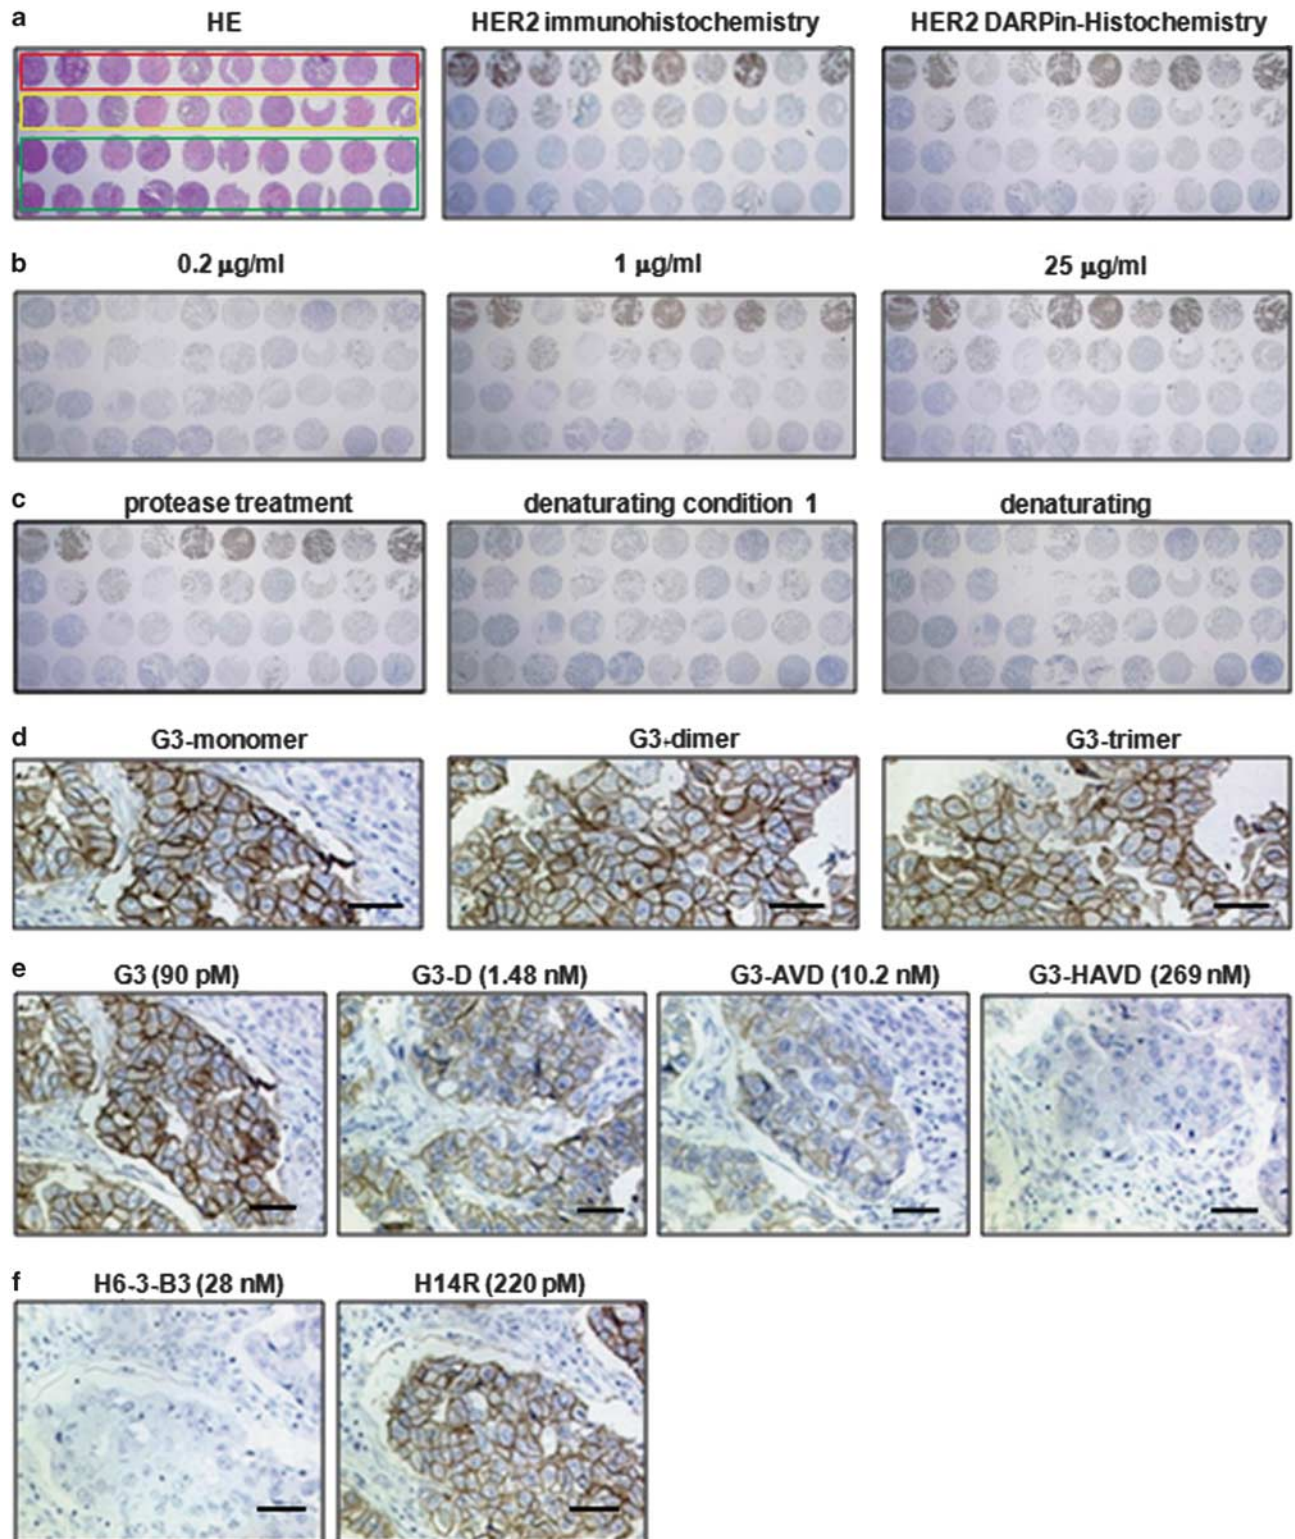 a
HE
HER2 immunohistochemistry
HER2 DARPin-Histochemistry
b
0.2 µg/ml
1 µg/ml
25 µg/ml
c
protease treatment
denaturating condition 1
denaturating
d
G3-monomer
G3-dimer
G3-trimer
e
G3 (90 pM)
G3-D (1.48 nM)
G3-AVD (10.2 nM)
G3-HAVD (269 nM)
f
H6-3-B3 (28 nM)
H14R (220 pM)